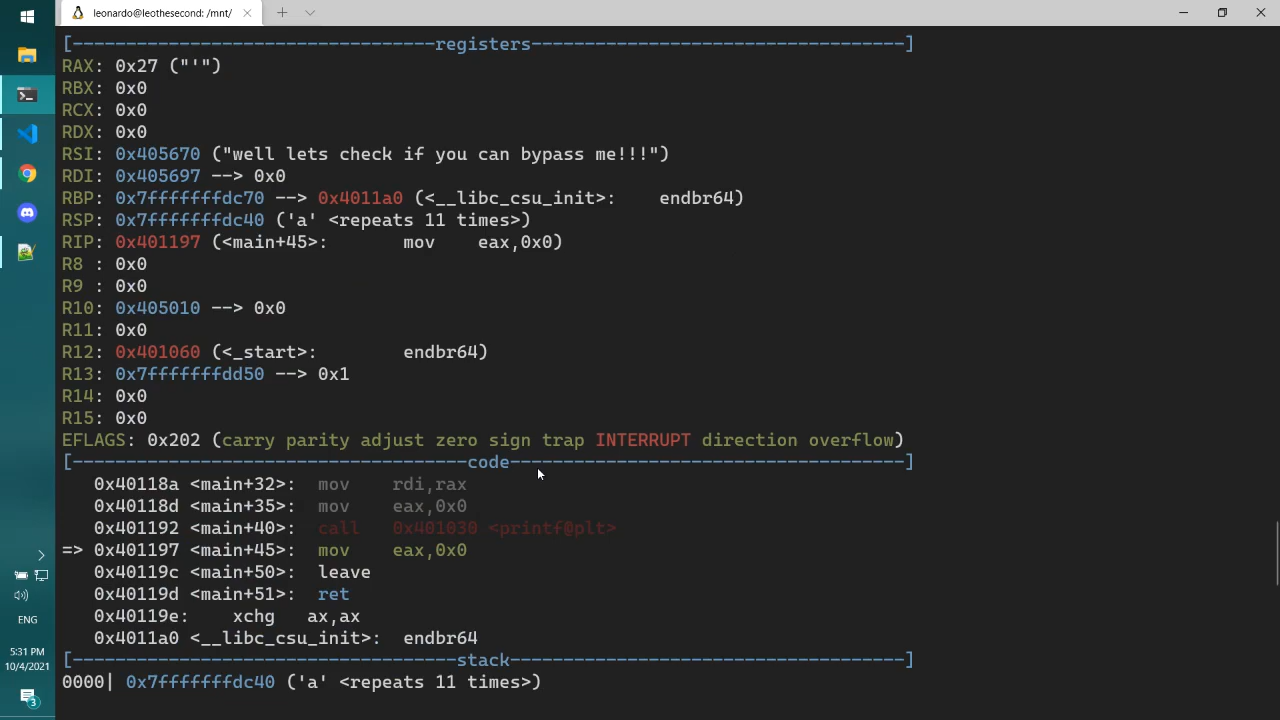 leonardo@leothesecond: /mnt/
[----------------------------------registers-----------------------------------]
RAX: 0x27 ("'")
RBX: 0x0
RCX: 0x0
RDX: 0x0
RSI: 0x405670 ("well lets check if you can bypass me!!!")
RDI: 0x405697 --> 0x0
RBP: 0x7fffffffdc70 --> 0x4011a0 (<__libc_csu_init>:    endbr64)
RSP: 0x7fffffffdc40 ('a' <repeats 11 times>)
RIP: 0x401197 (<main+45>:       mov    eax,0x0)
R8 : 0x0
R9 : 0x0
R10: 0x405010 --> 0x0
R11: 0x0
R12: 0x401060 (<_start>:        endbr64)
R13: 0x7fffffffdd50 --> 0x1
R14: 0x0
R15: 0x0
EFLAGS: 0x202 (carry parity adjust zero sign trap INTERRUPT direction overflow)
[-------------------------------------code-------------------------------------]
   0x40118a <main+32>:  mov    rdi,rax
   0x40118d <main+35>:  mov    eax,0x0
   0x401192 <main+40>:  call   0x401030 <printf@plt>
=> 0x401197 <main+45>:  mov    eax,0x0
   0x40119c <main+50>:  leave
   0x40119d <main+51>:  ret
   0x40119e:    xchg   ax,ax
   0x4011a0 <__libc_csu_init>:  endbr64
[------------------------------------stack-------------------------------------]
0000| 0x7fffffffdc40 ('a' <repeats 11 times>)
ENG
5:31 PM
10/4/2021
3